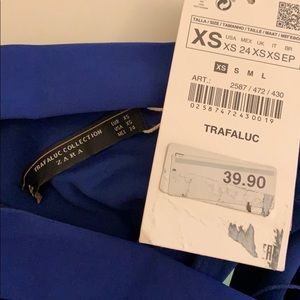 TRAFALUC COLLECTION
ZARA
EUR XS
USA XS
MEX 24
TALLA / SIZE / TAMANHO / TAILLE / MAAT /
XS
USA MEX UK IT BR
XS 24 XS XS EP
XS S M L
ART.: 2587 / 472 / 430
02587472430019
TRAFALUC
39.90